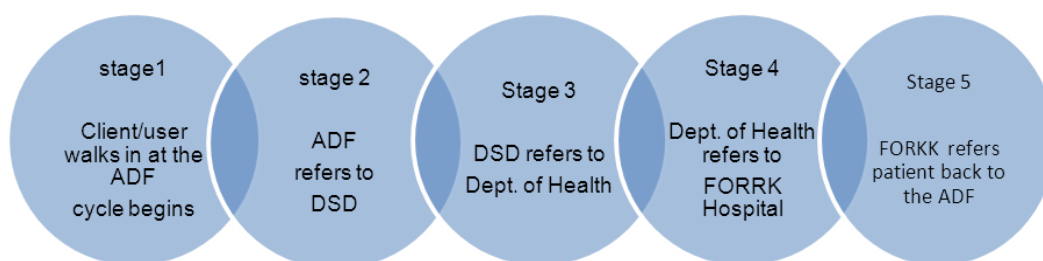 stage1
Client/user
walks in at the
ADF
cycle begins
stage 2
ADF
refers to
DSD
Stage 3
DSD refers to
Dept. of Health
Stage 4
Dept. of Health
refers to
FORRK
Hospital
Stage 5
FORKK refers
patient back to
the ADF